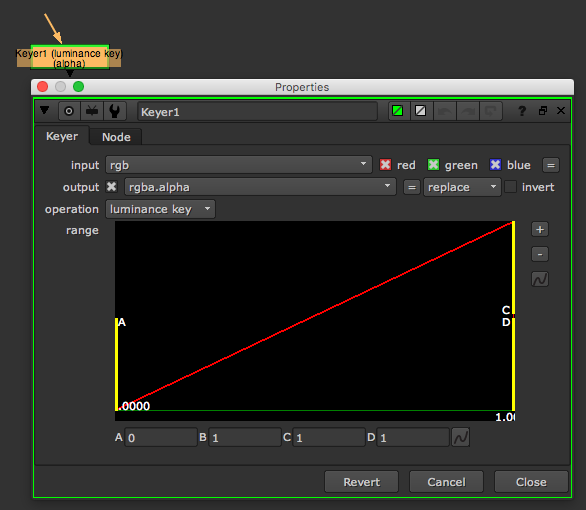 Keyer1 (luminance key)
(alpha)
Properties
Keyer1
?
Keyer Node
input rgb red green blue =
output rgba.alpha = replace invert
operation luminance key
range
+
-
A
C
D
.0000
1.00
A 0 B 1 C 1 D 1
Revert Cancel Close